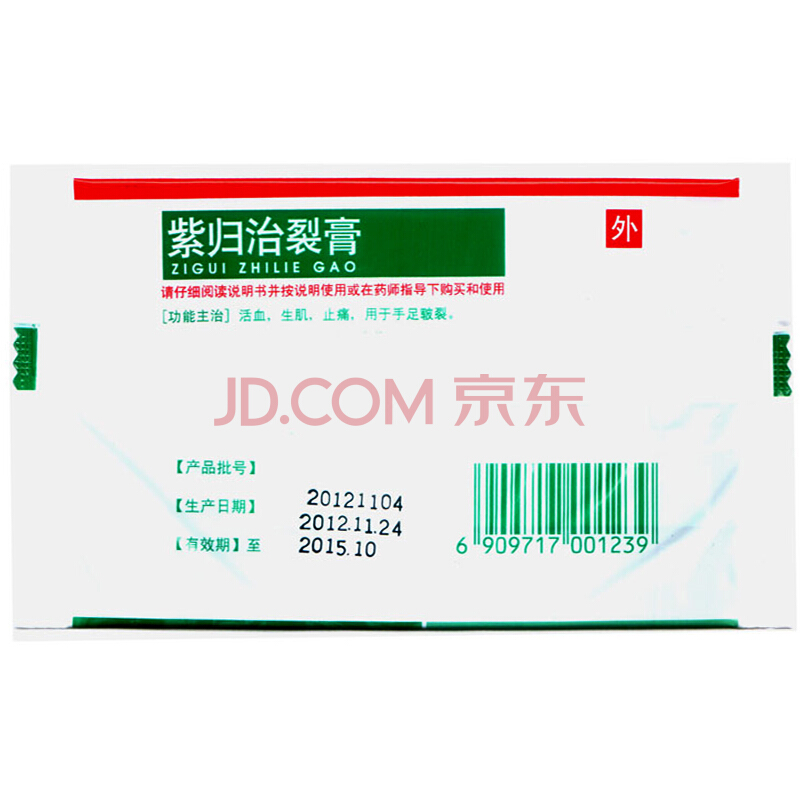 紫归治裂膏
外
ZIGUI ZHILIE GAO
请仔细阅读说明书并按说明使用或在药师指导下购买和使用
[功能主治] 活血，生肌，止痛，用于手足皲裂。
JD.COM 京东
【产品批号】
20121104
【生产日期】
2012.11.24
【有效期】至
2015.10
6 909717 001239